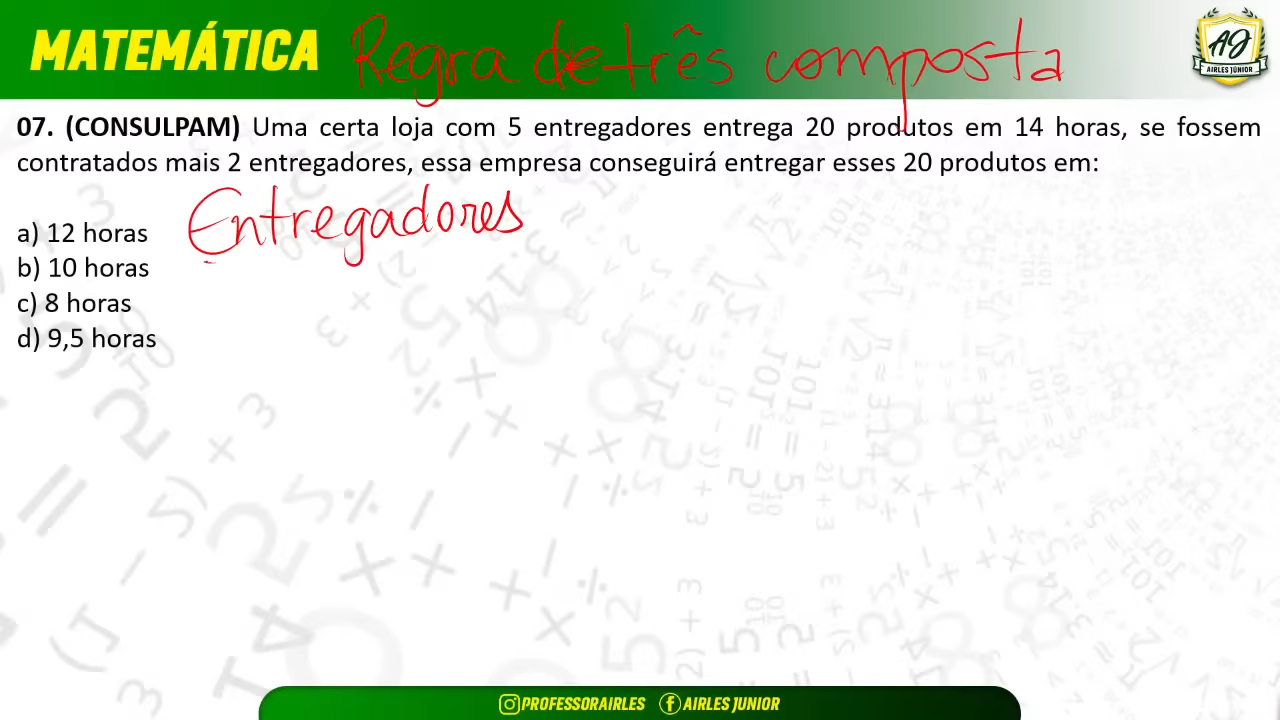 MATEMÁTICA Regra de três composta
AJ
AIRLES JÚNIOR
07. (CONSULPAM) Uma certa loja com 5 entregadores entrega 20 produtos em 14 horas, se fossem
contratados mais 2 entregadores, essa empresa conseguirá entregar esses 20 produtos em:
Entregadores
a) 12 horas
b) 10 horas
c) 8 horas
d) 9,5 horas
PROFESSORAIRLES AIRLES JUNIOR